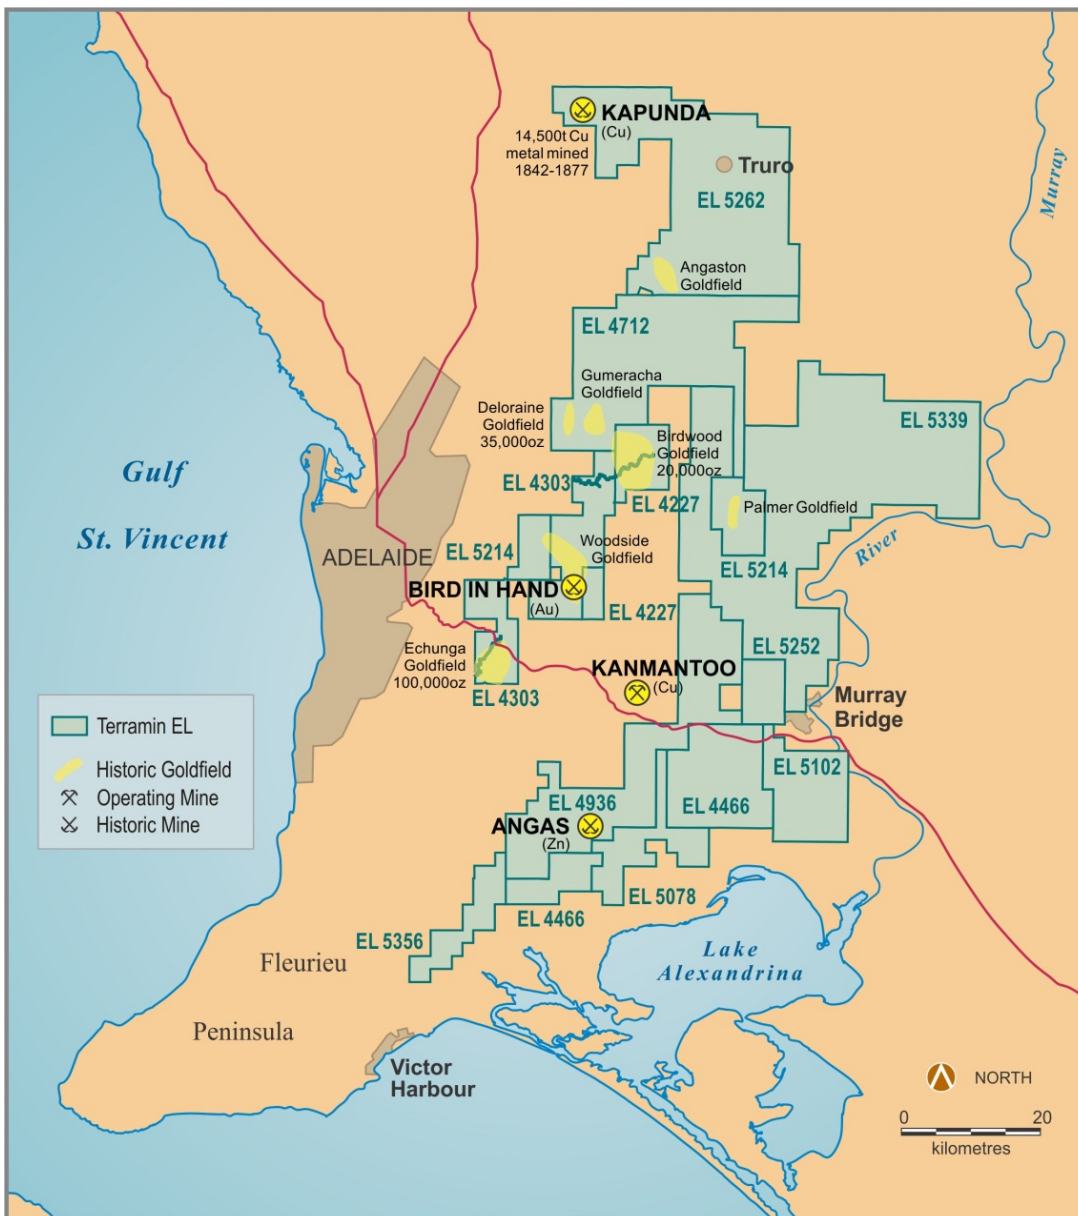 KAPUNDA
(Cu)
14,500t Cu
metal mined
1842-1877
Truro
Murray
EL 5262
Angaston
Goldfield
EL 4712
Gumeracha
Goldfield
Deloraine
Goldfield
35,000oz
EL 5339
Birdwood
Goldfield
20,000oz
EL 4303
EL 4227
Palmer Goldfield
Gulf
St. Vincent
ADELAIDE
EL 5214
Woodside
Goldfield
River
EL 5214
BIRD IN HAND
(Au)
EL 4227
Echunga
Goldfield
100,000oz
EL 4303
KANMANTOO
(Cu)
EL 5252
Murray
Bridge
Terramin EL
Historic Goldfield
Operating Mine
Historic Mine
EL 5102
EL 4936
EL 4466
ANGAS
(Zn)
EL 5078
EL 4466
EL 5356
Fleurieu
Peninsula
Lake
Alexandrina
Victor
Harbour
NORTH
0 20
kilometres